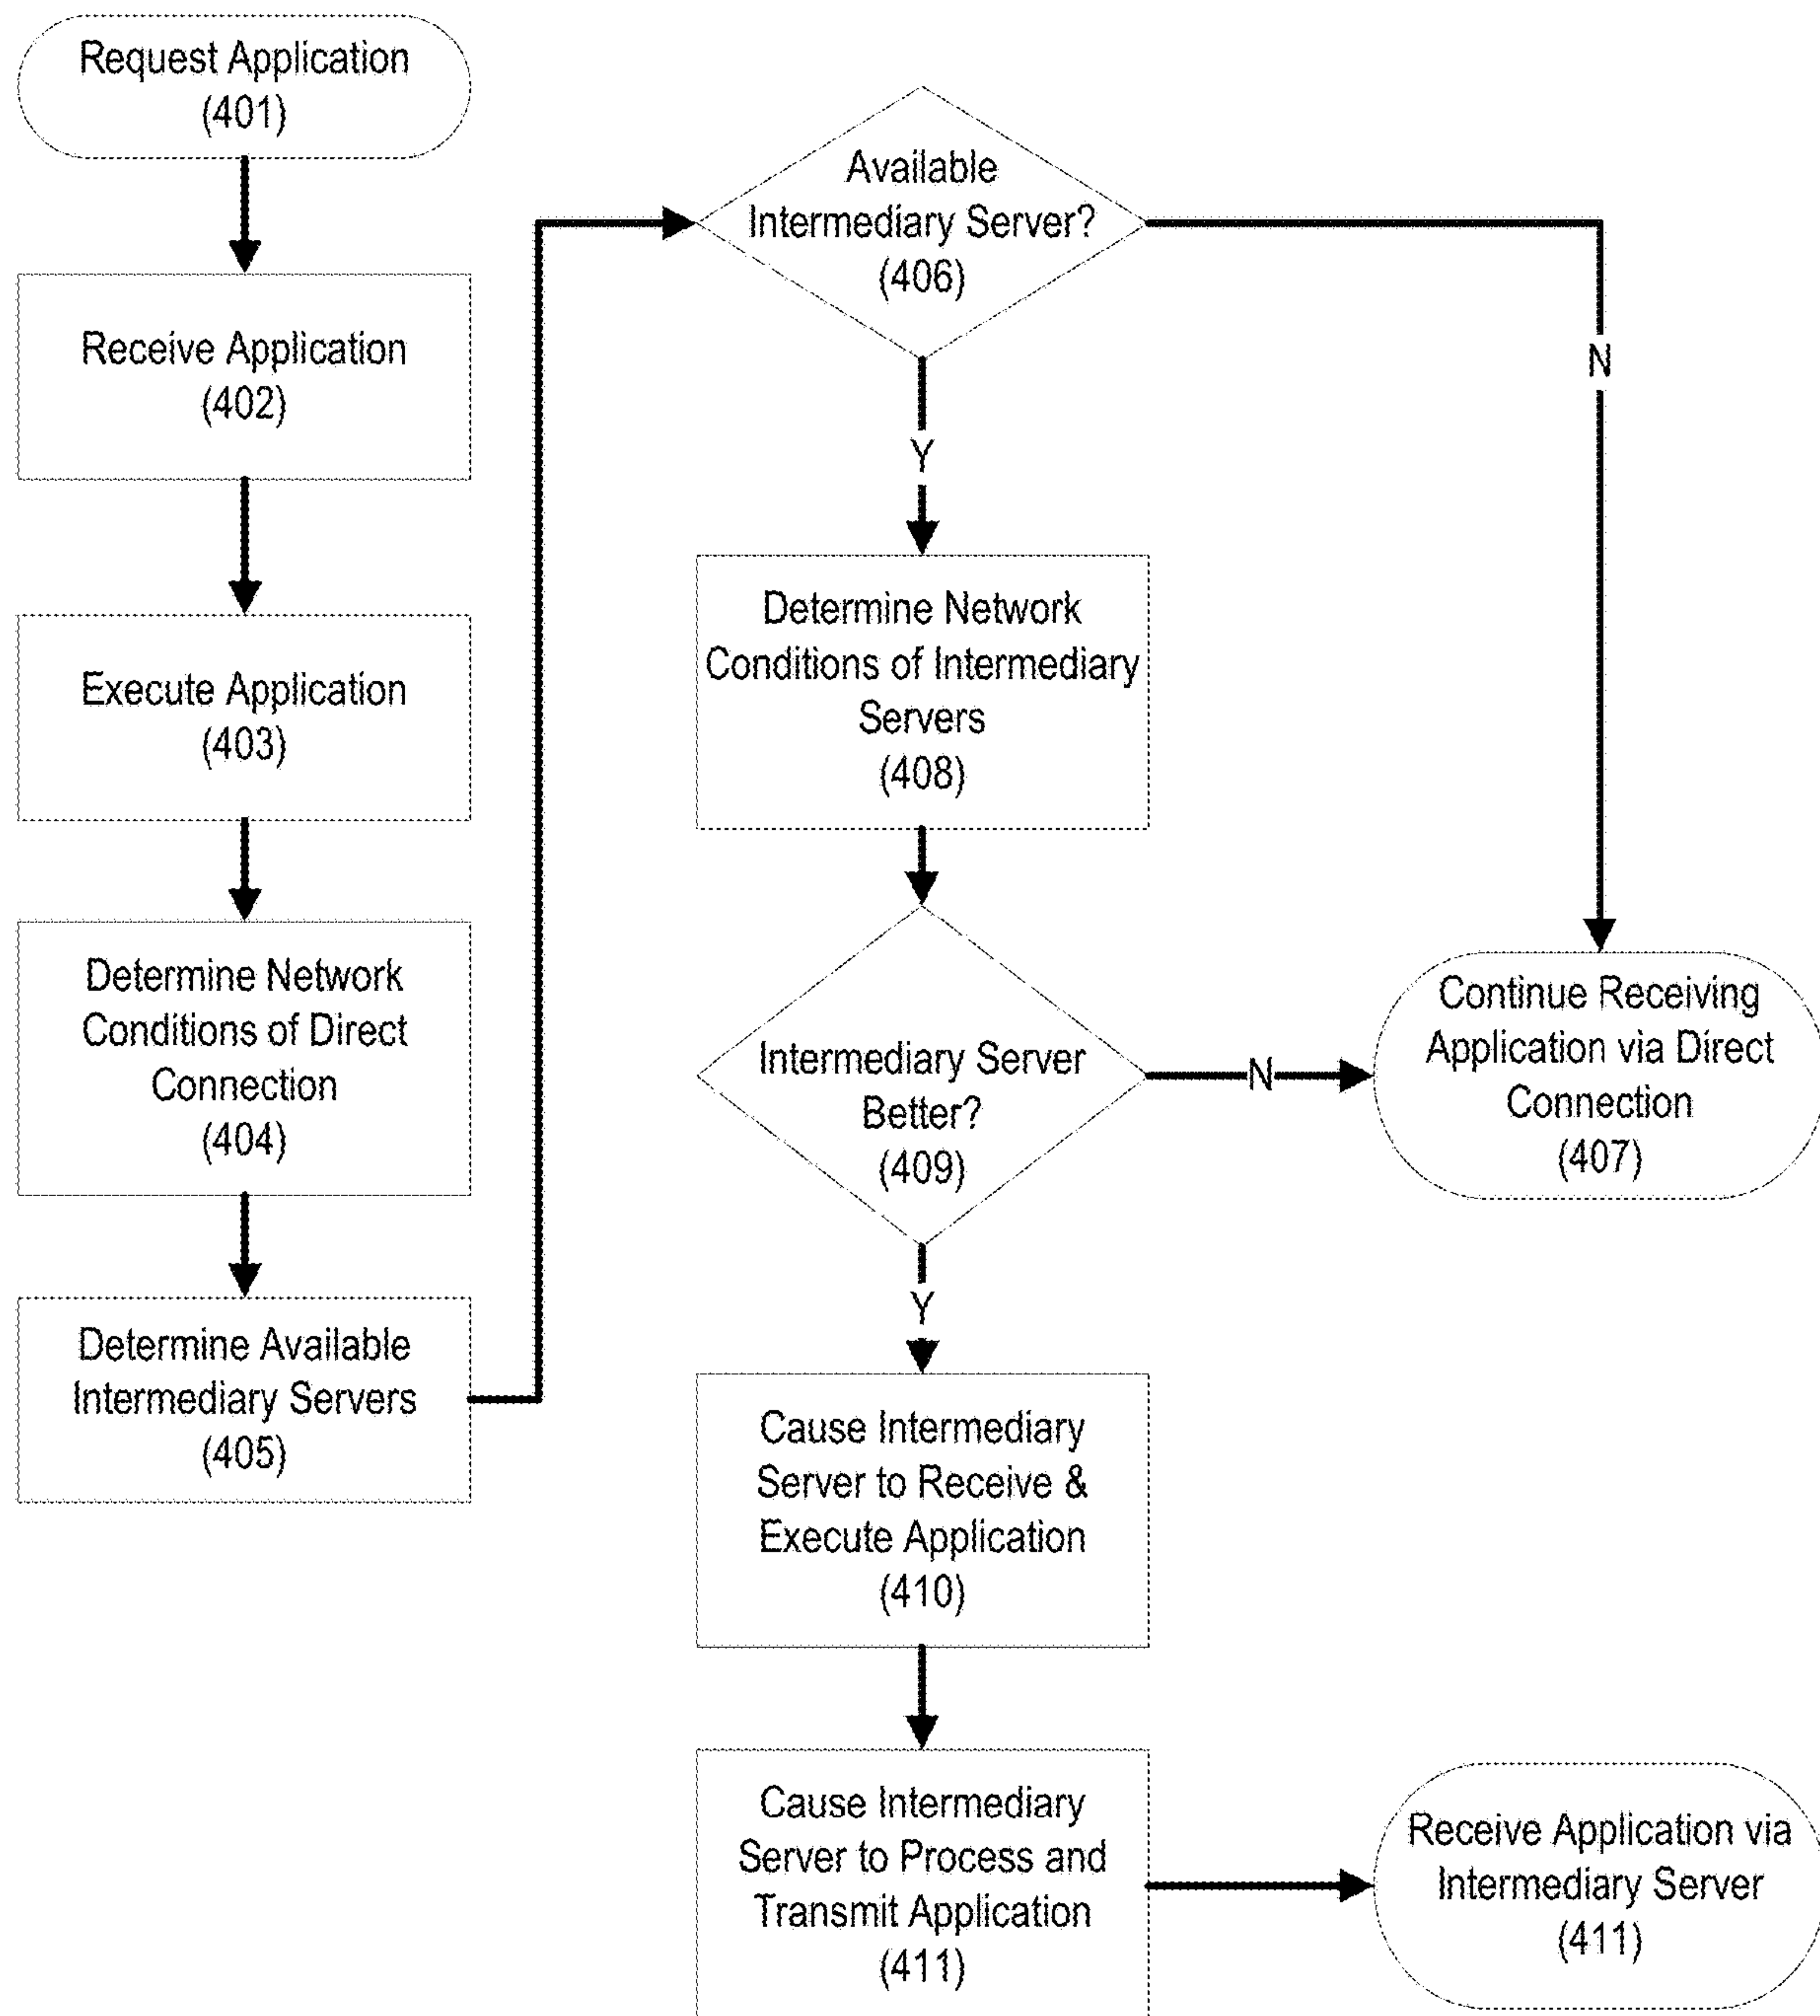 Request Application
(401)
Receive Application
(402)
Execute Application
(403)
Determine Network
Conditions of Direct
Connection
(404)
Determine Available
Intermediary Servers
(405)
Available
Intermediary Server?
(406)
N
Y
Determine Network
Conditions of Intermediary
Servers
(408)
Intermediary Server
Better?
(409)
N
Continue Receiving
Application via Direct
Connection
(407)
Y
Cause Intermediary
Server to Receive &
Execute Application
(410)
Cause Intermediary
Server to Process and
Transmit Application
(411)
Receive Application via
Intermediary Server
(411)